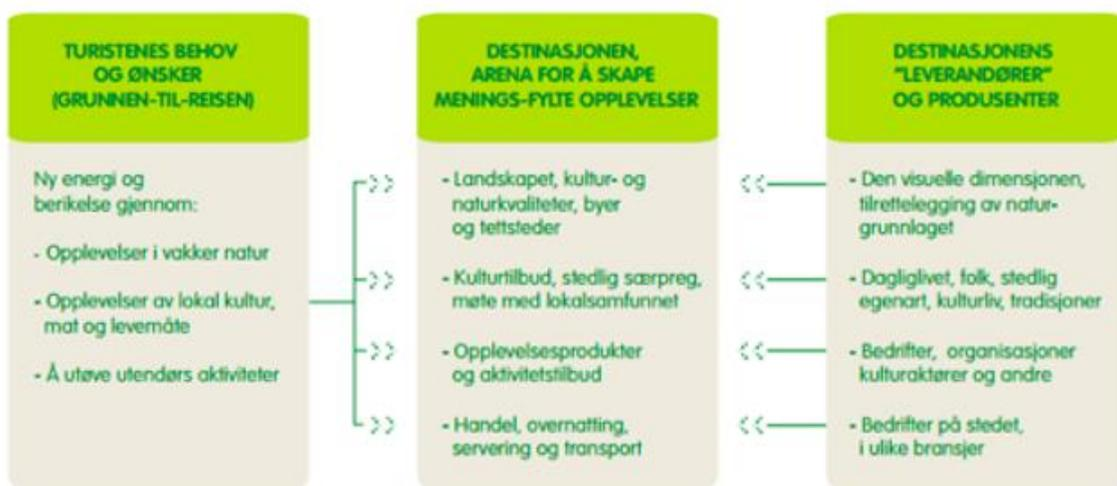 TURISTENES BEHOV
OG ØNSKER
(GRUNNEN-TIL-REISEN)
Ny energi og
berikelse gjennom:
- Opplevelser i vakker natur
- Opplevelser av lokal kultur,
mat og levemåte
- Å utøve utendørs aktiviteter
DESTINASJONEN,
ARENA FOR Å SKAPE
MENINGS-FYLTE OPPLEVELSER
- Landskapet, kultur- og
naturkvaliteter, byer
og tettsteder
- Kulturtilbud, stedlig særpreg,
møte med lokalsamfunnet
- Opplevelsesprodukter
og aktivitetstilbud
- Handel, overnatting,
servering og transport
DESTINASJONENS
"LEVERANDØRER"
OG PRODUSENTER
- Den visuelle dimensjonen,
tilrettelegging av natur-
grunnlaget
- Dagliglivet, folk, stedlig
egenart, kulturliv, tradisjoner
- Bedrifter, organisasjoner
kulturaktører og andre
- Bedrifter på stedet,
i ulike bransjer